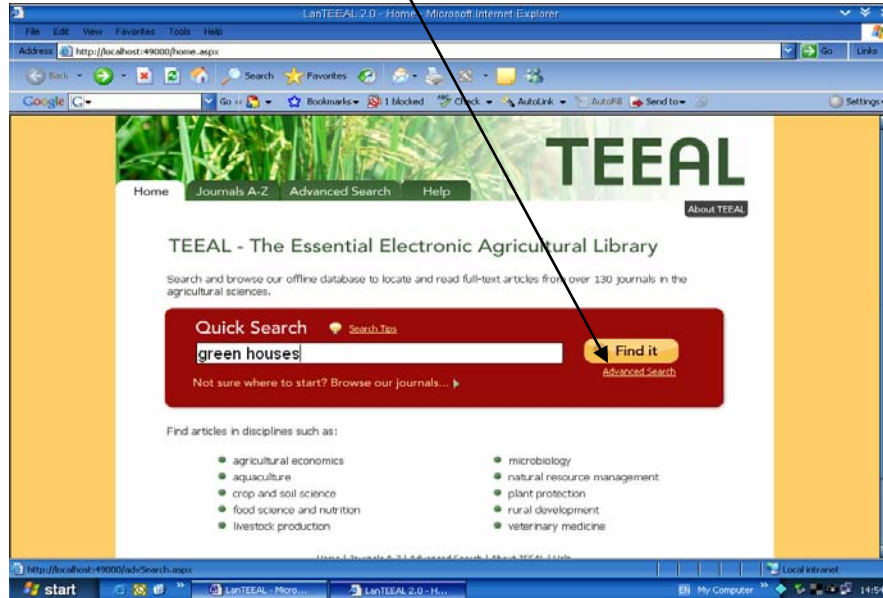 LanTEEAL 2.0 - Home - Microsoft Internet Explorer
File Edit View Favorites Tools Help
Address http://localhost:49000/home.aspx Go Links
Back Search Favorites
Google Go Bookmarks 1 blocked Check AutoLink AutoFill Send to Settings
TEEAL
Home Journals A-Z Advanced Search Help
About TEEAL
TEEAL - The Essential Electronic Agricultural Library
Search and browse our offline database to locate and read full-text articles from over 130 journals in the
agricultural sciences.
Quick Search Search Tips
green houses Find it
Advanced Search
Not sure where to start? Browse our journals...
Find articles in disciplines such as:
agricultural economics microbiology
aquaculture natural resource management
crop and soil science plant protection
food science and nutrition rural development
livestock production veterinary medicine
Home | Journals A-Z | Advanced Search | About TEEAL | Help
http://localhost:49000/advSearch.aspx Local intranet
start LanTEEAL - Micro... LanTEEAL 2.0 - H... EN My Computer 14:54